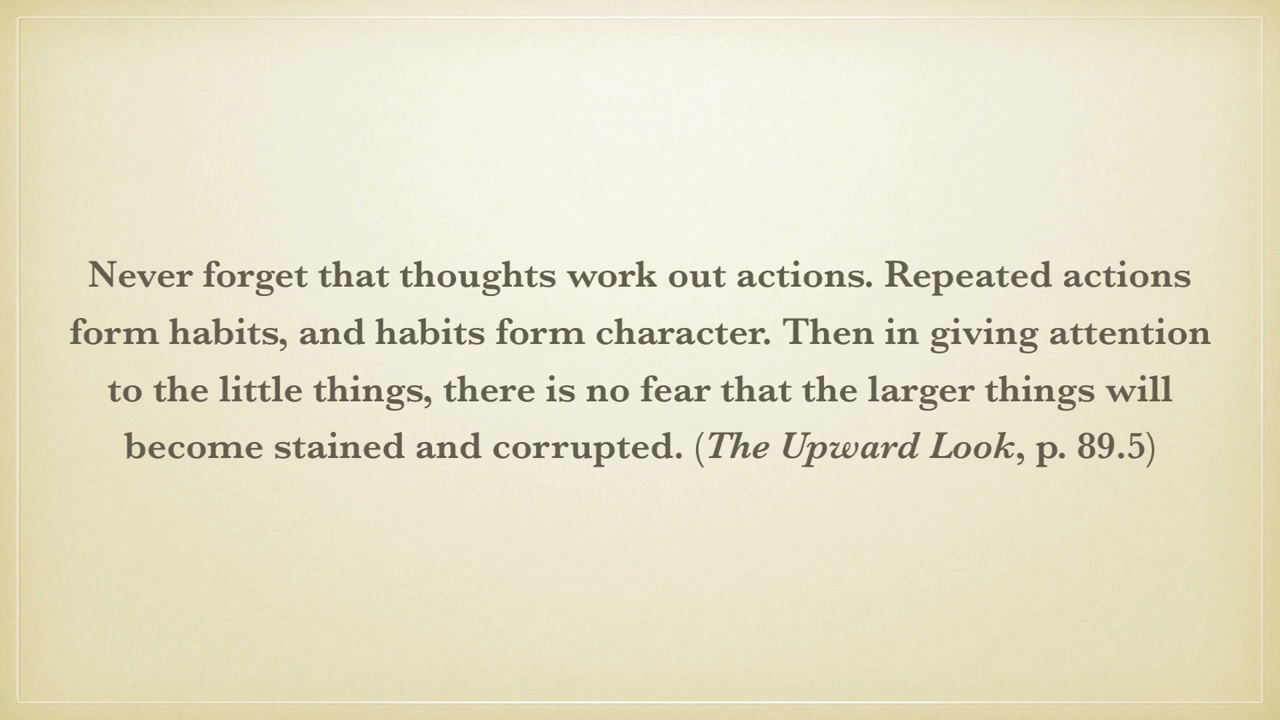 Never forget that thoughts work out actions. Repeated actions
form habits, and habits form character. Then in giving attention
to the little things, there is no fear that the larger things will
become stained and corrupted. (The Upward Look, p. 89.5)